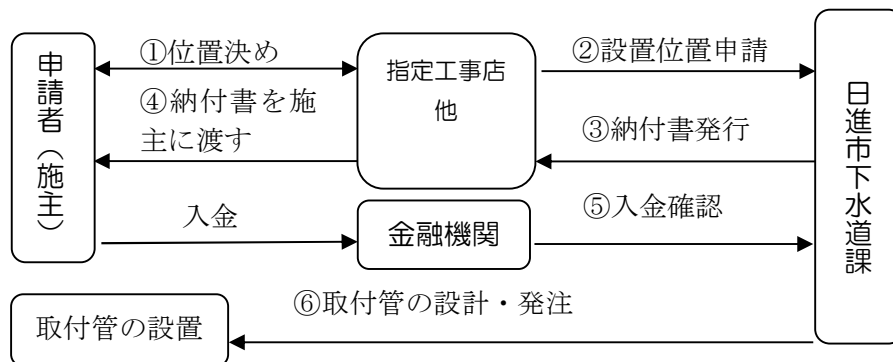 申請者（施主）
①位置決め
④納付書を施
主に渡す
入金
指定工事店
他
金融機関
②設置位置申請
③納付書発行
⑤入金確認
日進市下水道課
⑥取付管の設計・発注
取付管の設置